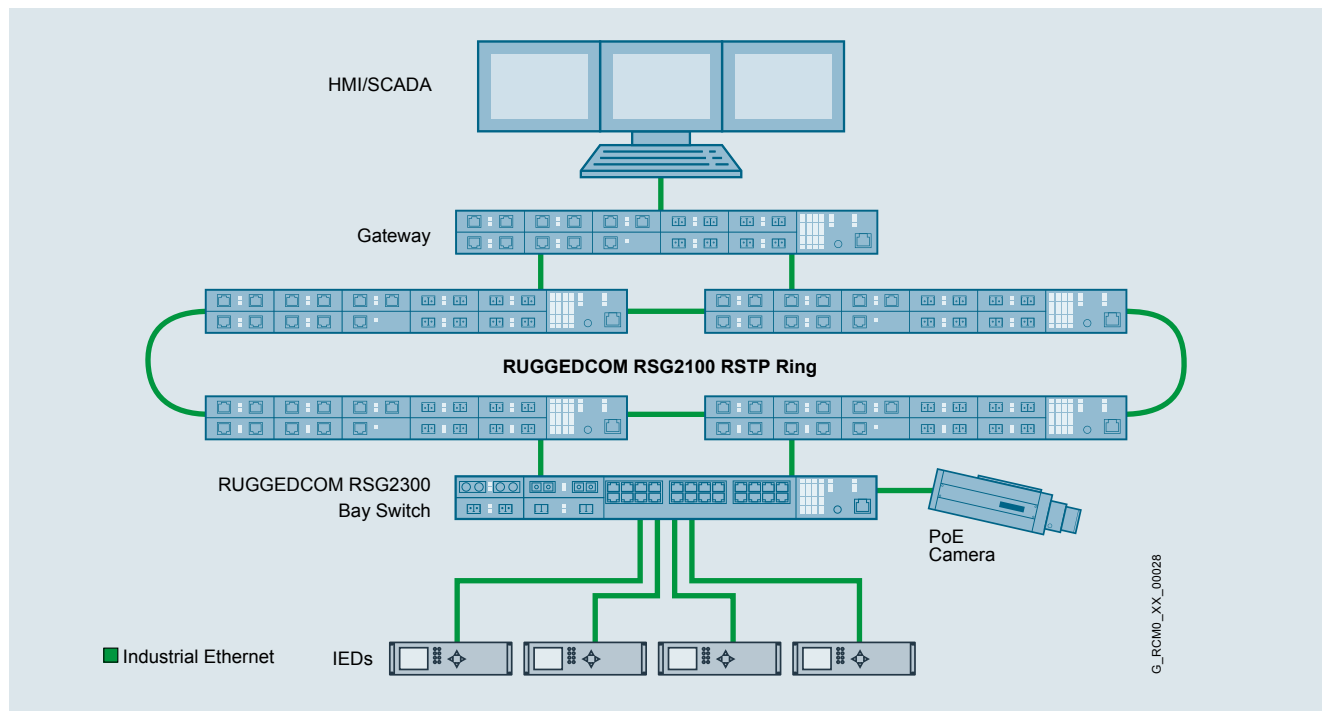 HMI/SCADA
Gateway
RUGGEDCOM RSG2100 RSTP Ring
RUGGEDCOM RSG2300
Bay Switch
PoE
Camera
G_RCM0_XX_00028
Industrial Ethernet
IEDs